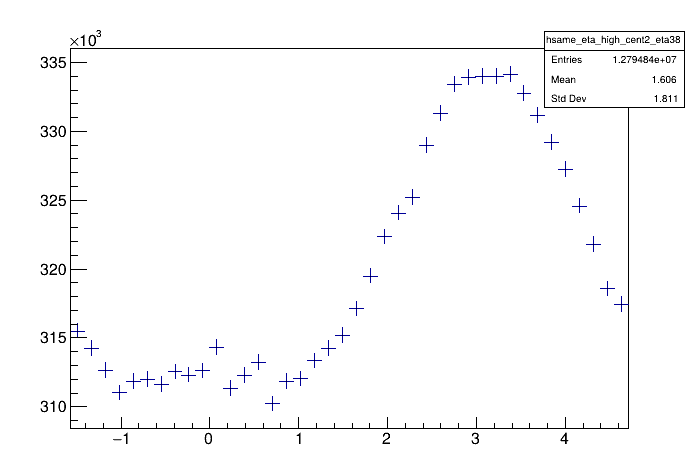 ×10³
hsame_eta_high_cent2_eta38
Entries 1.279484e+07
Mean 1.606
Std Dev 1.811
335
330
325
320
315
310
−1 0 1 2 3 4